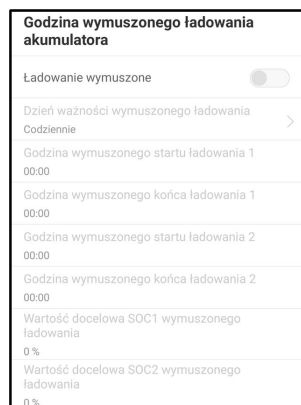 Godzina wymuszonego ładowania
akumulatora
Ładowanie wymuszone
Dzień ważności wymuszonego ładowania
Codziennie
Godzina wymuszonego startu ładowania 1
00:00
Godzina wymuszonego końca ładowania 1
00:00
Godzina wymuszonego startu ładowania 2
00:00
Godzina wymuszonego końca ładowania 2
00:00
Wartość docelowa SOC1 wymuszonego
ładowania
0 %
Wartość docelowa SOC2 wymuszonego
ładowania
0 %